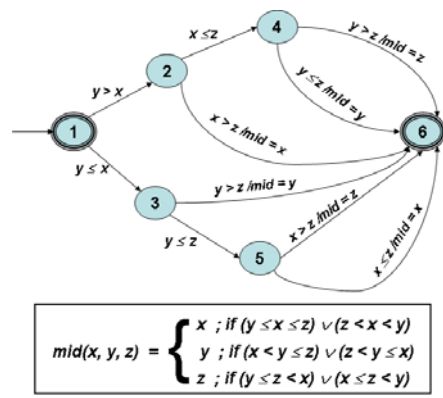 x ≤z
4
y > z /mid = z
2
y > x
y ≤ z /mid = y
1
6
x > z /mid = x
y ≤ x
y > z /mid = y
3
x > z /mid = z
x ≤ z /mid = x
y ≤ z
5
x ; if (y ≤ x ≤ z) ∨ (z < x < y)
mid(x, y, z) = { y ; if (x < y ≤ z) ∨ (z < y ≤ x)
z ; if (y ≤ z < x) ∨ (x ≤ z < y)